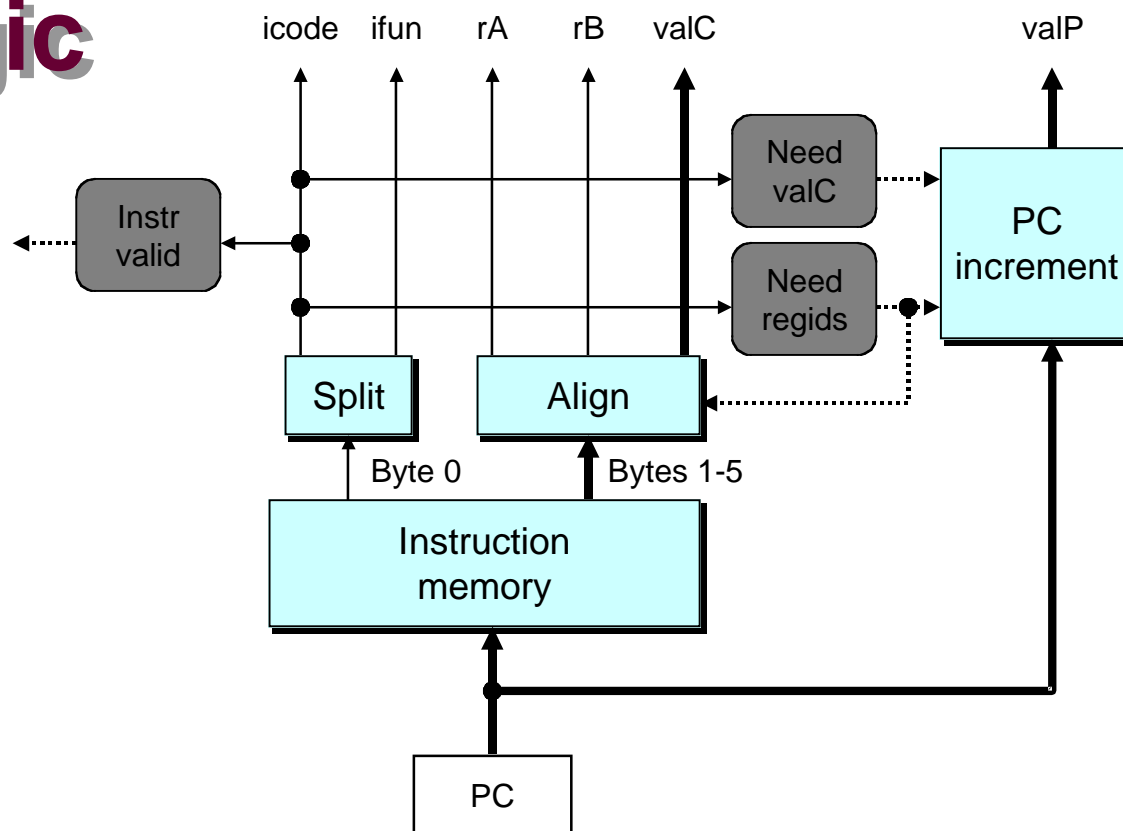 ic
icode ifun rA rB valC valP
Need
valC
Instr
valid
PC
increment
Need
regids
Split
Align
Byte 0
Bytes 1-5
Instruction
memory
PC